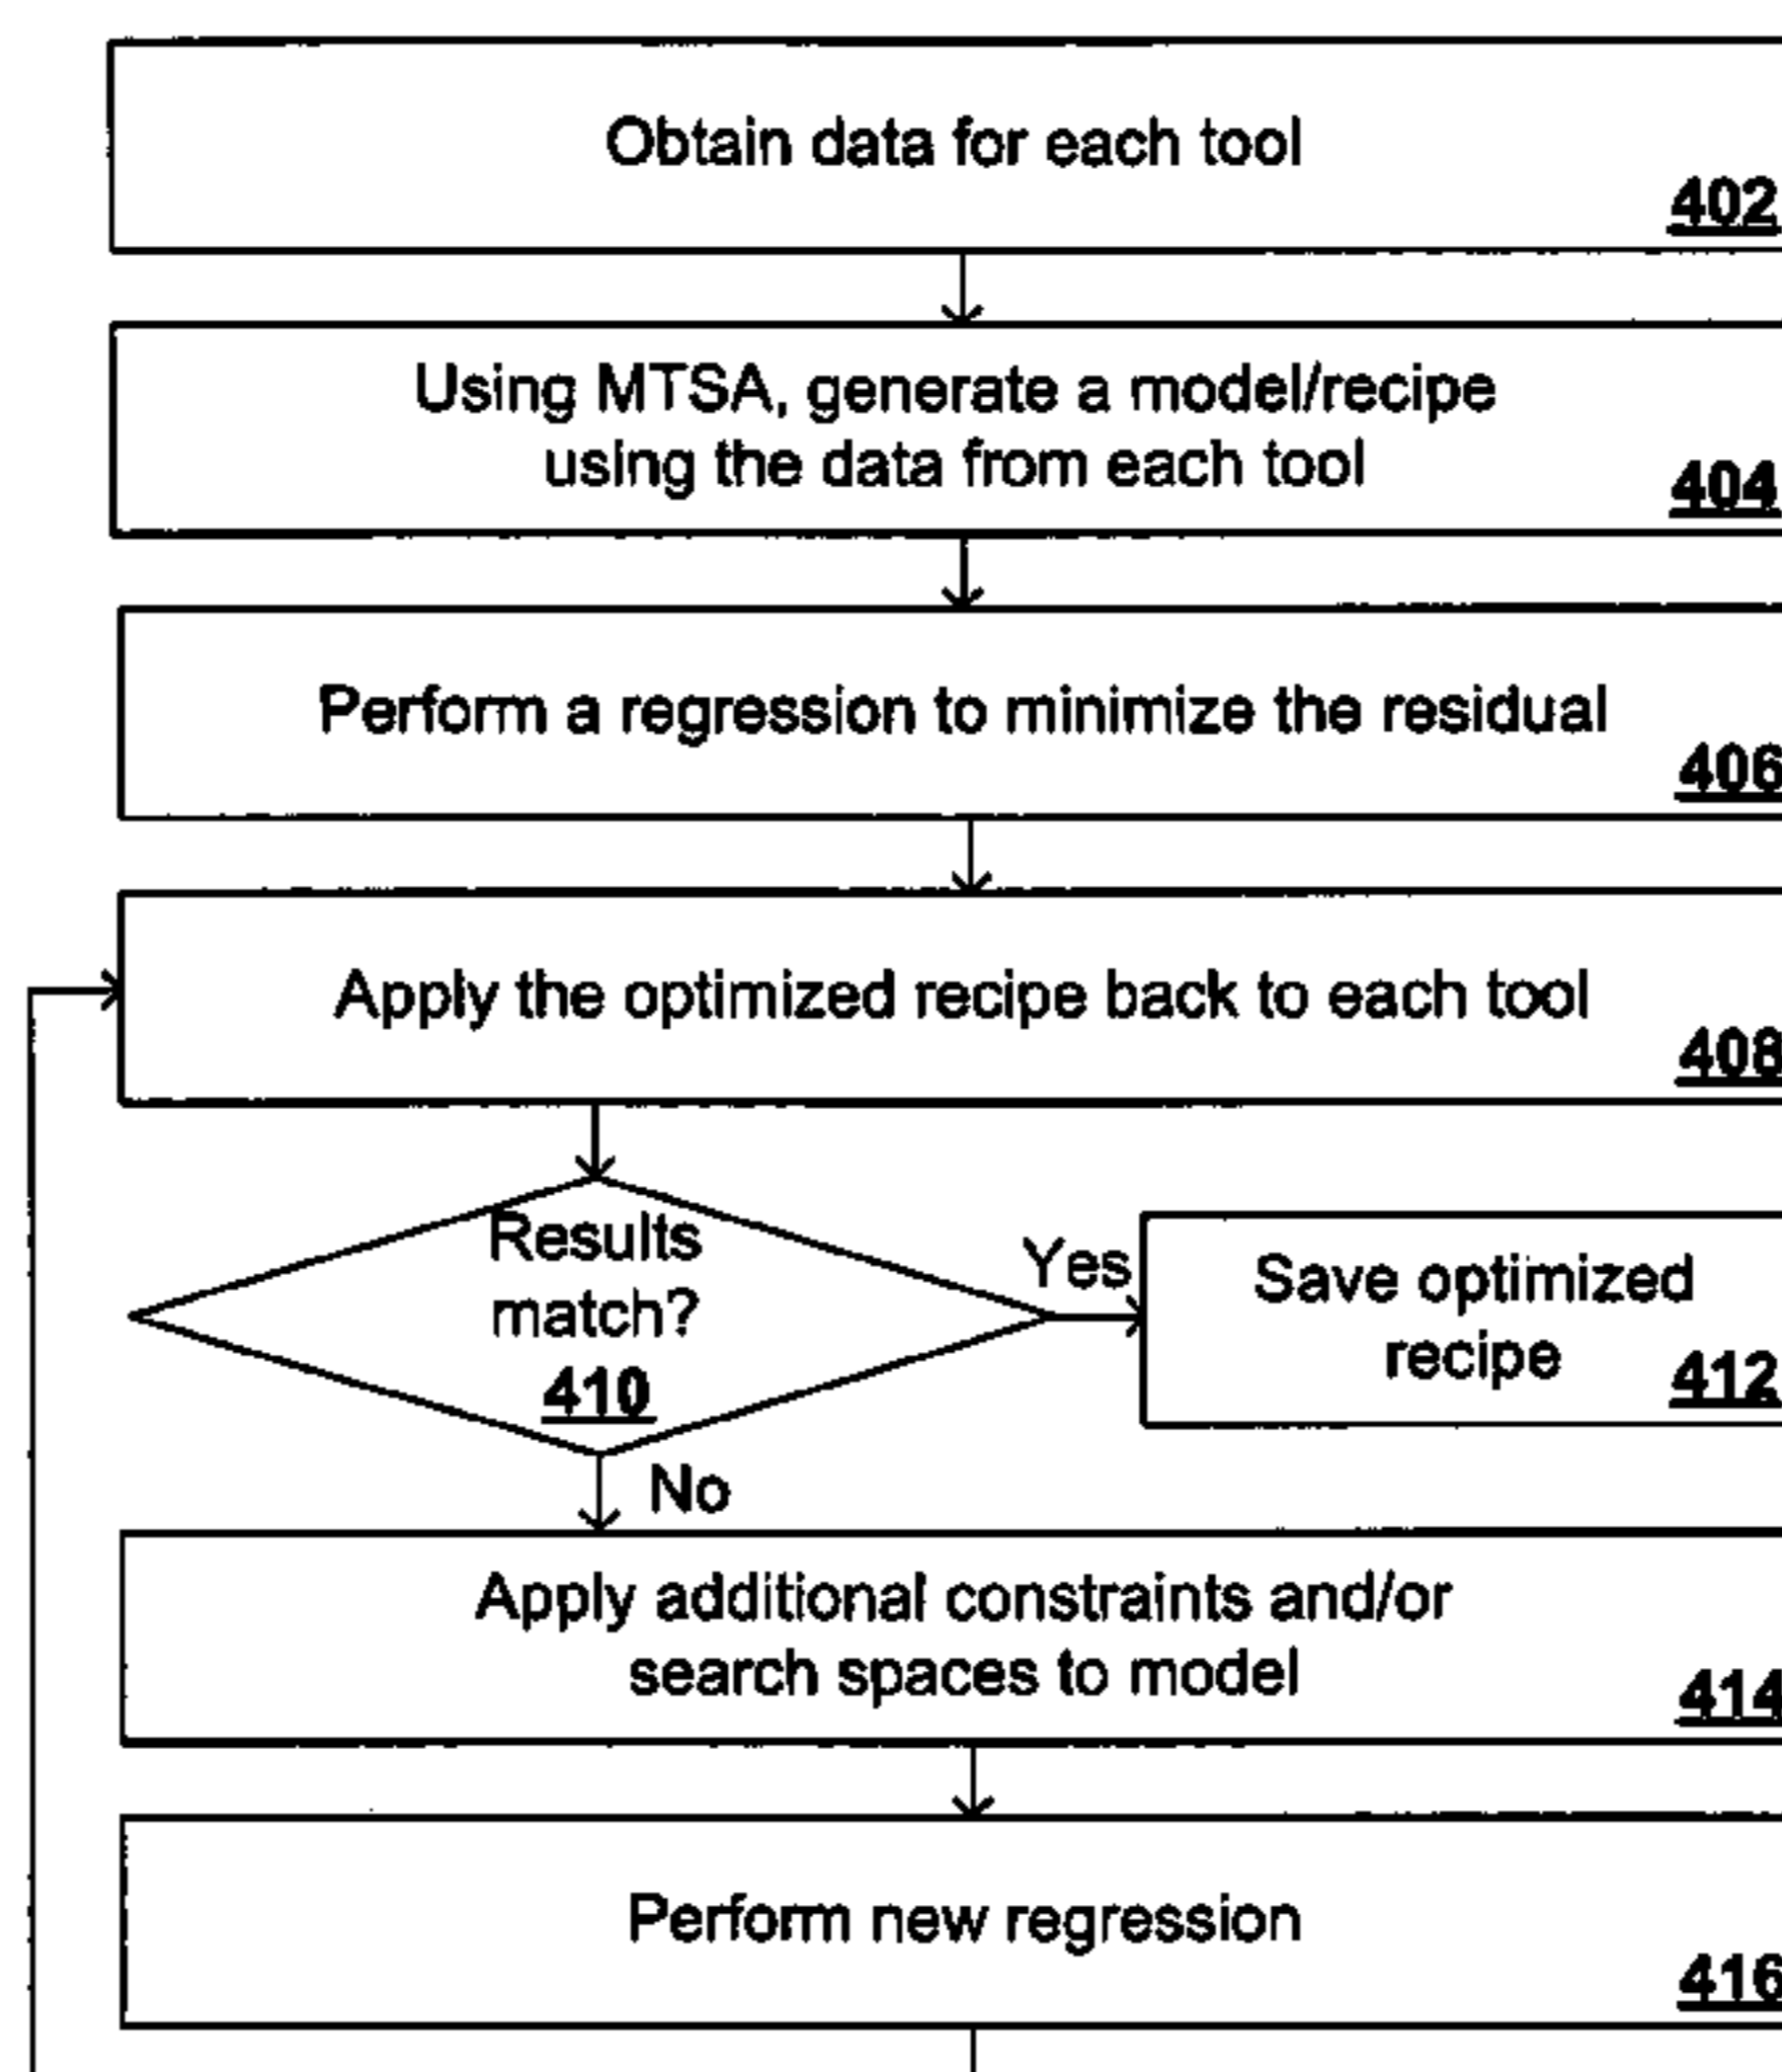 Obtain data for each tool
402
Using MTSA, generate a model/recipe
using the data from each tool
404
Perform a regression to minimize the residual
406
Apply the optimized recipe back to each tool
408
Results
match?
410
Yes
Save optimized
recipe
412
No
Apply additional constraints and/or
search spaces to model
414
Perform new regression
416